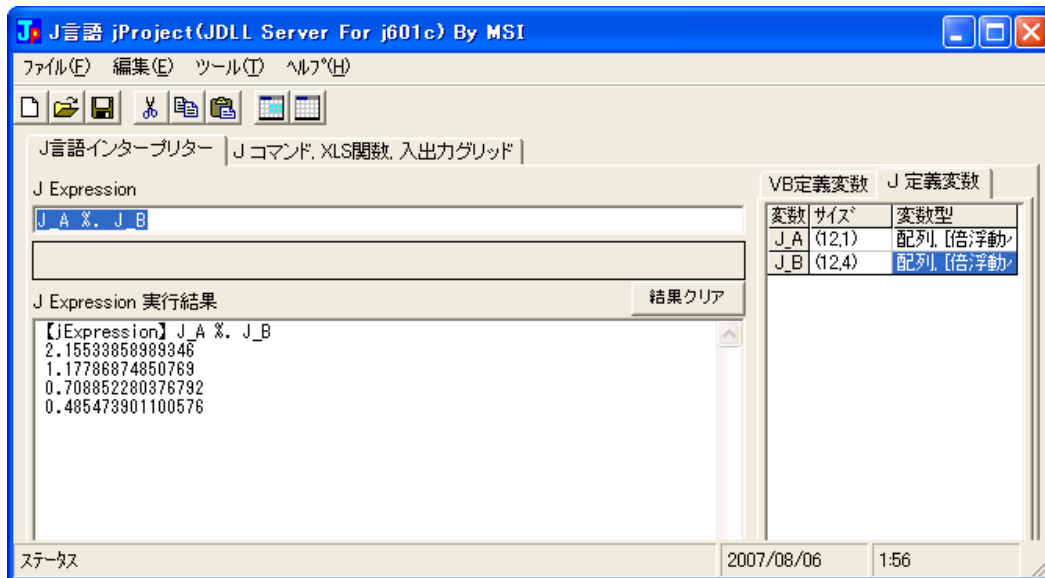 J言語 jProject(JDLL Server For j601c) By MSI
ファイル(F) 編集(E) ツール(T) ヘルプ(H)
J言語インタープリター Jコマンド, XLS関数, 入出力グリッド
J Expression
J_A %. J_B
J Expression 実行結果
結果クリア
【jExpression】J_A %. J_B
2.15533858989346
1.17786874850769
0.708852280376792
0.485473901100576
VB定義変数 J 定義変数
変数 サイズ 変数型
J_A (12,1) 配列, [倍浮動
J_B (12,4) 配列, [倍浮動
ステータス 2007/08/06 1:56